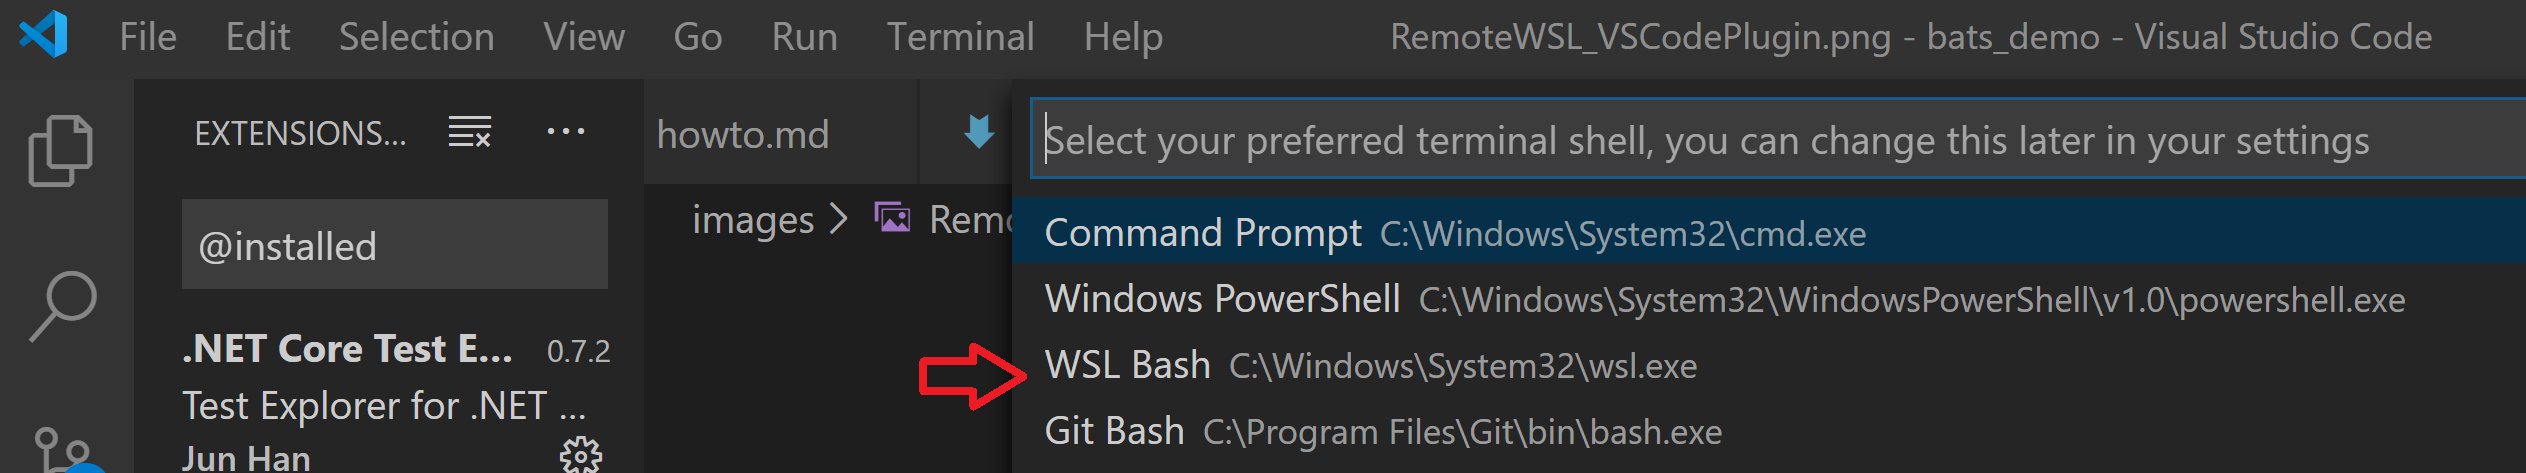 File Edit Selection View Go Run Terminal Help RemoteWSL_VSCodePlugin.png - bats_demo - Visual Studio Code
EXTENSIONS...
@installed
.NET Core Test E... 0.7.2
Test Explorer for .NET ...
Jun Han
howto.md
images > Remo
Select your preferred terminal shell, you can change this later in your settings
Command Prompt C:\Windows\System32\cmd.exe
Windows PowerShell C:\Windows\System32\WindowsPowerShell\v1.0\powershell.exe
WSL Bash C:\Windows\System32\wsl.exe
Git Bash C:\Program Files\Git\bin\bash.exe